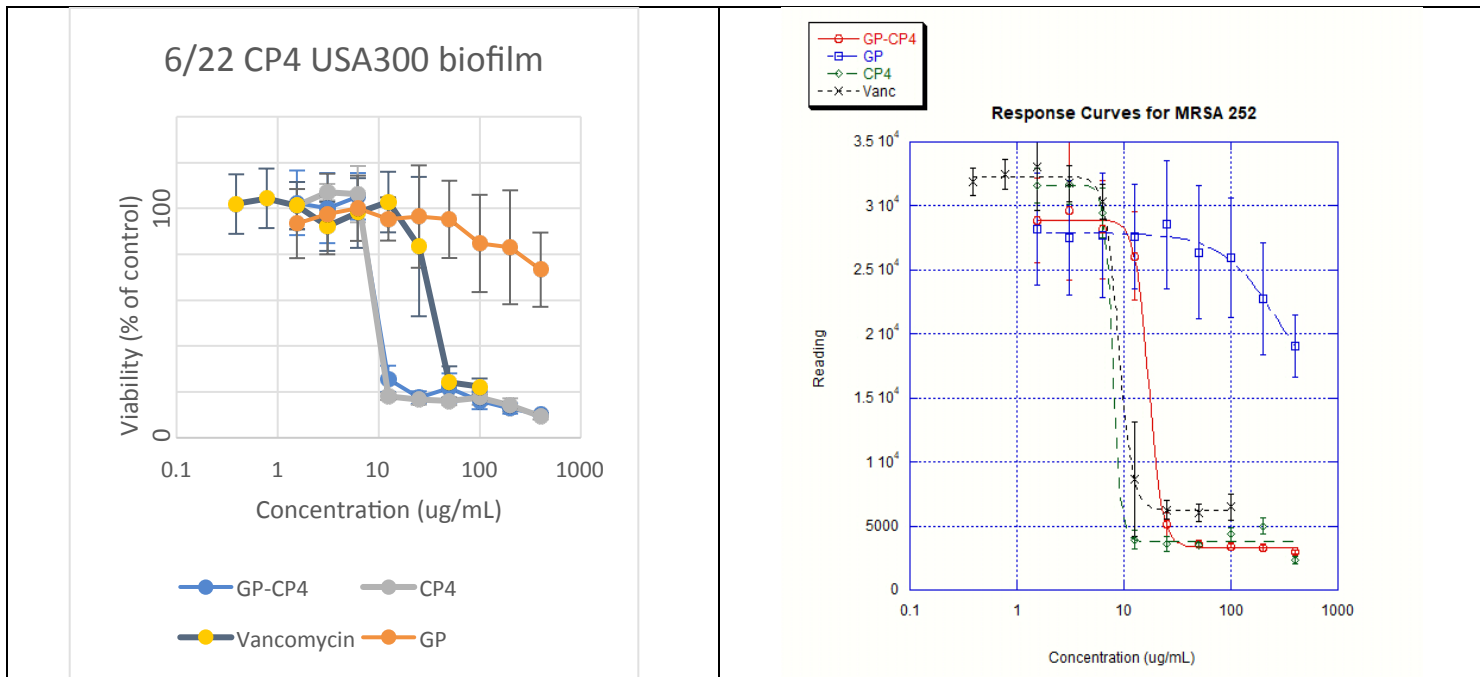 6/22 CP4 USA300 biofilm
Viability (% of control)
100
0
0.1 1 10 100 1000
Concentration (ug/mL)
GP-CP4 CP4
Vancomycin GP
GP-CP4
GP
CP4
Vanc
Response Curves for MRSA 252
Reading
3.5 10⁴
3 10⁴
2.5 10⁴
2 10⁴
1.5 10⁴
1 10⁴
5000
0
0.1 1 10 100 1000
Concentration (ug/mL)